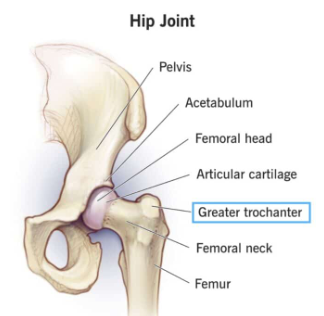 Hip Joint
Pelvis
Acetabulum
Femoral head
Articular cartilage
Greater trochanter
Femoral neck
Femur